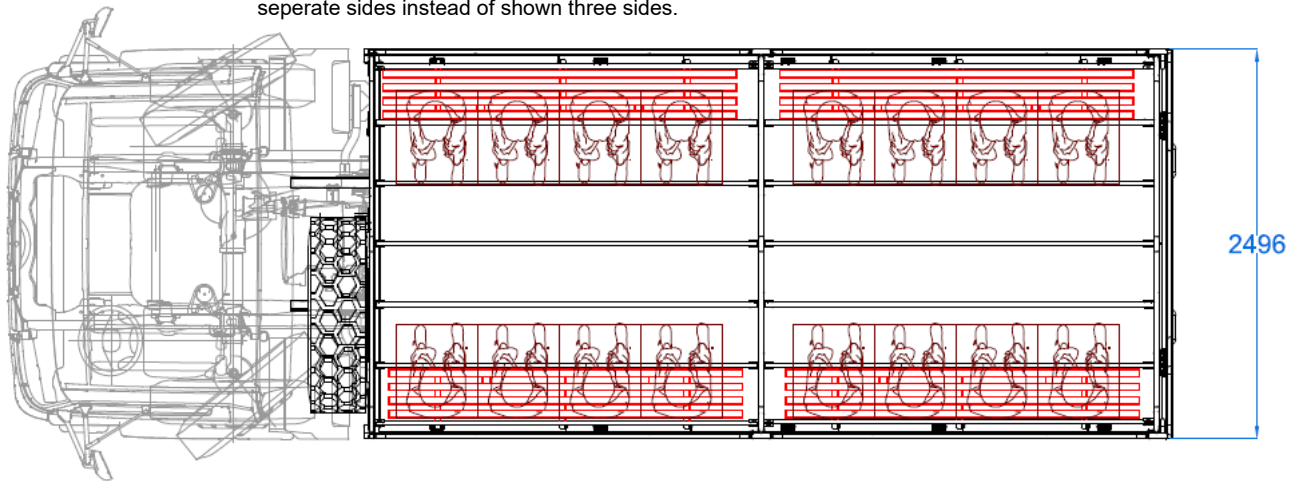 seperate sides instead of shown three sides.
2496